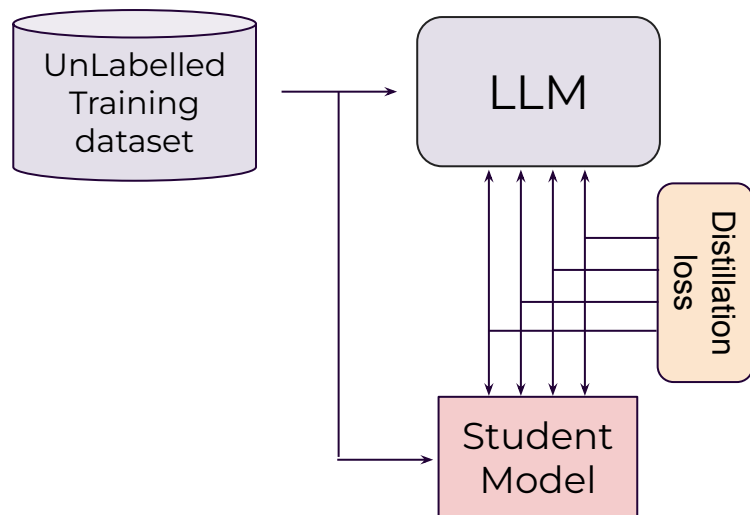 UnLabelled
Training
dataset
LLM
Distillation
loss
Student
Model